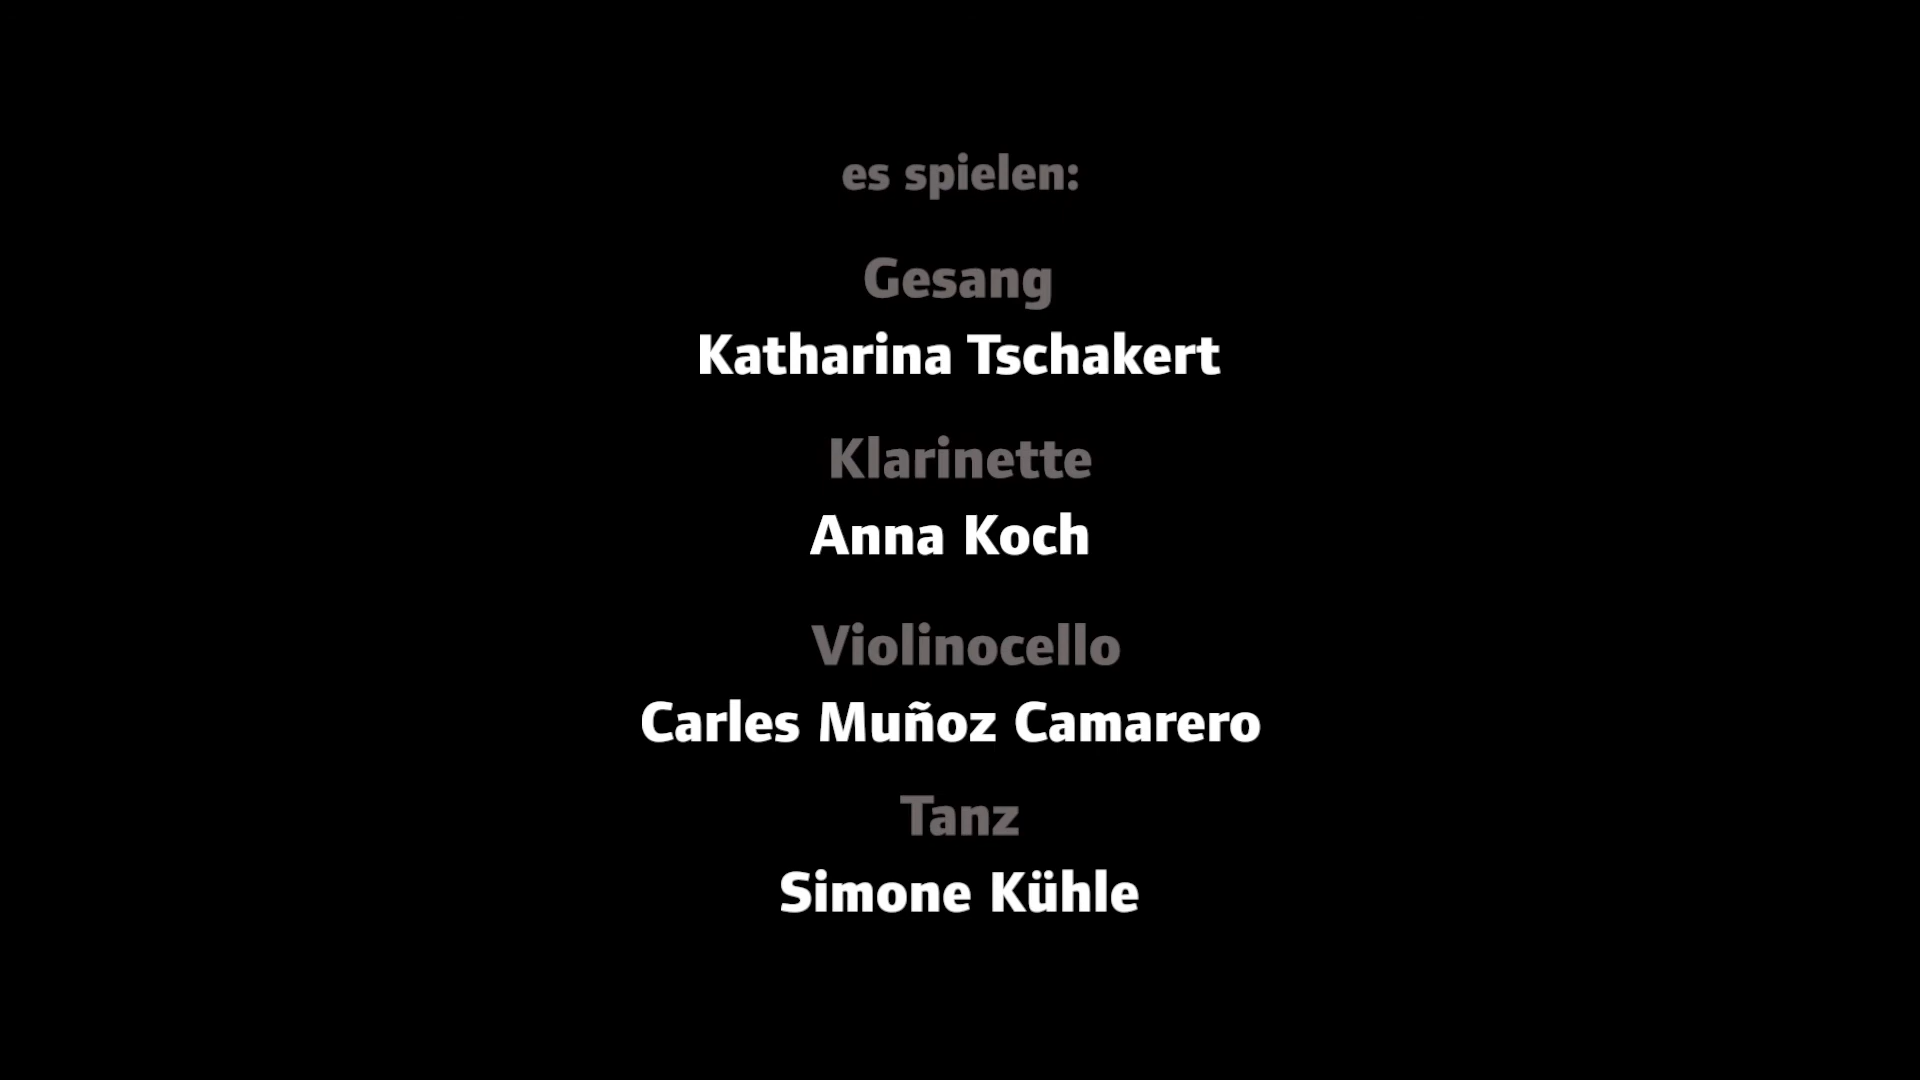 es spielen:
Gesang
Katharina Tschakert
Klarinette
Anna Koch
Violinocello
Carles Muñoz Camarero
Tanz
Simone Kühle